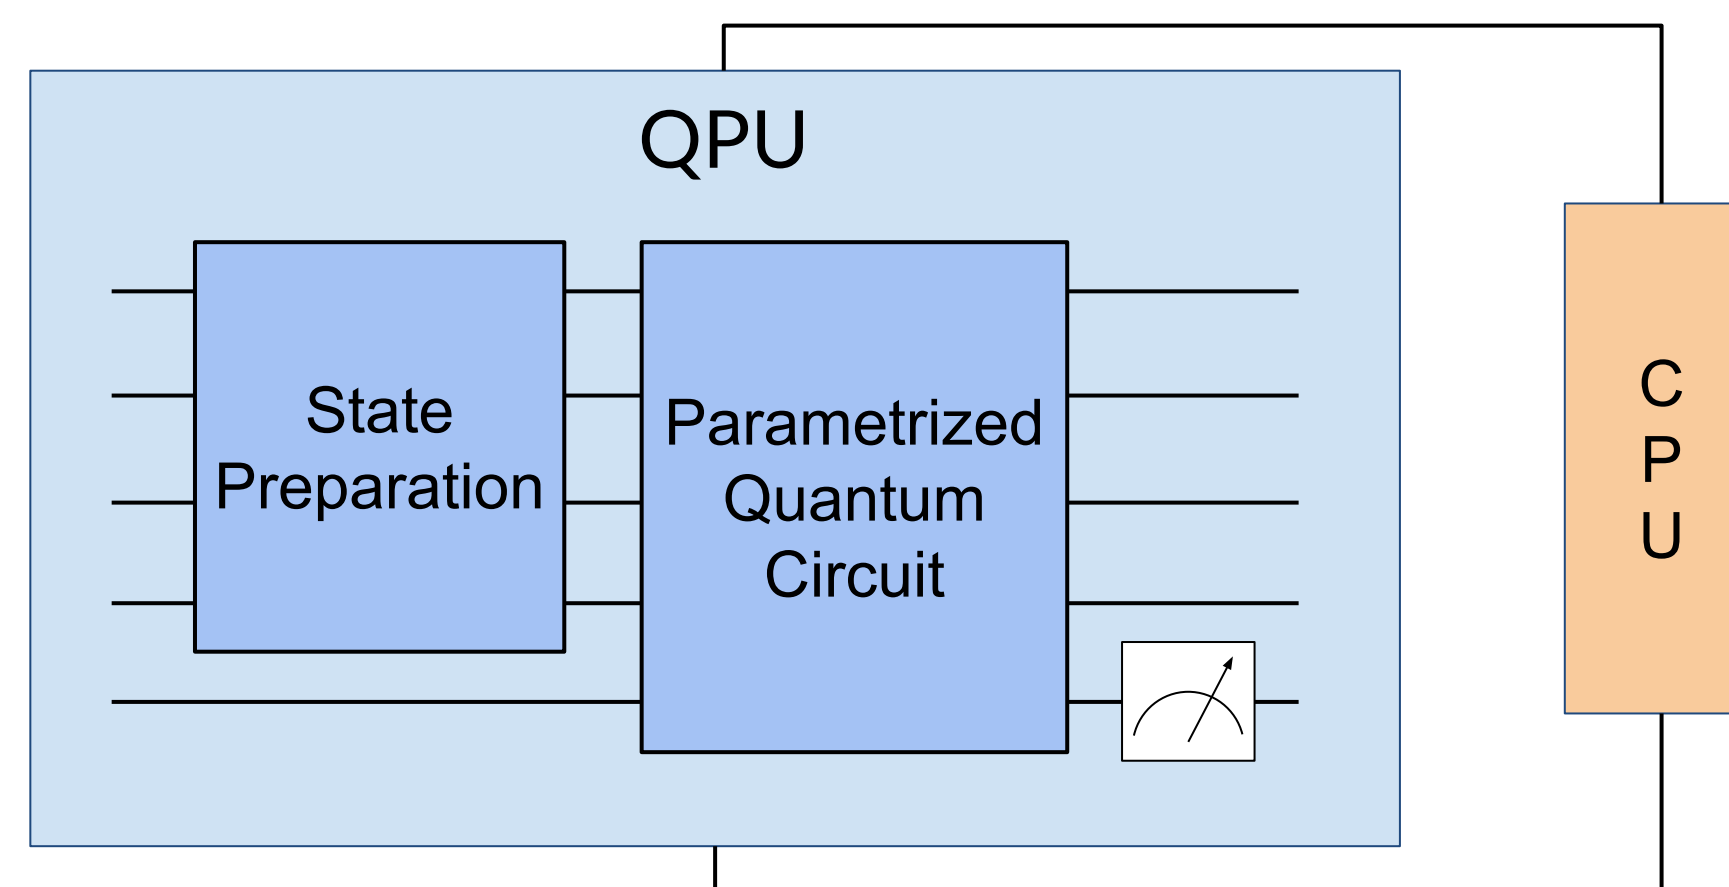 QPU
State
Preparation
Parametrized
Quantum
Circuit
C
P
U